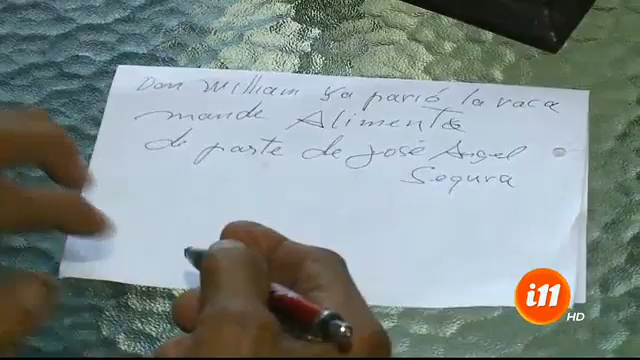 Don William ya parió la vaca
mande Alimento
de parte de José Angel
Segura
i11
HD